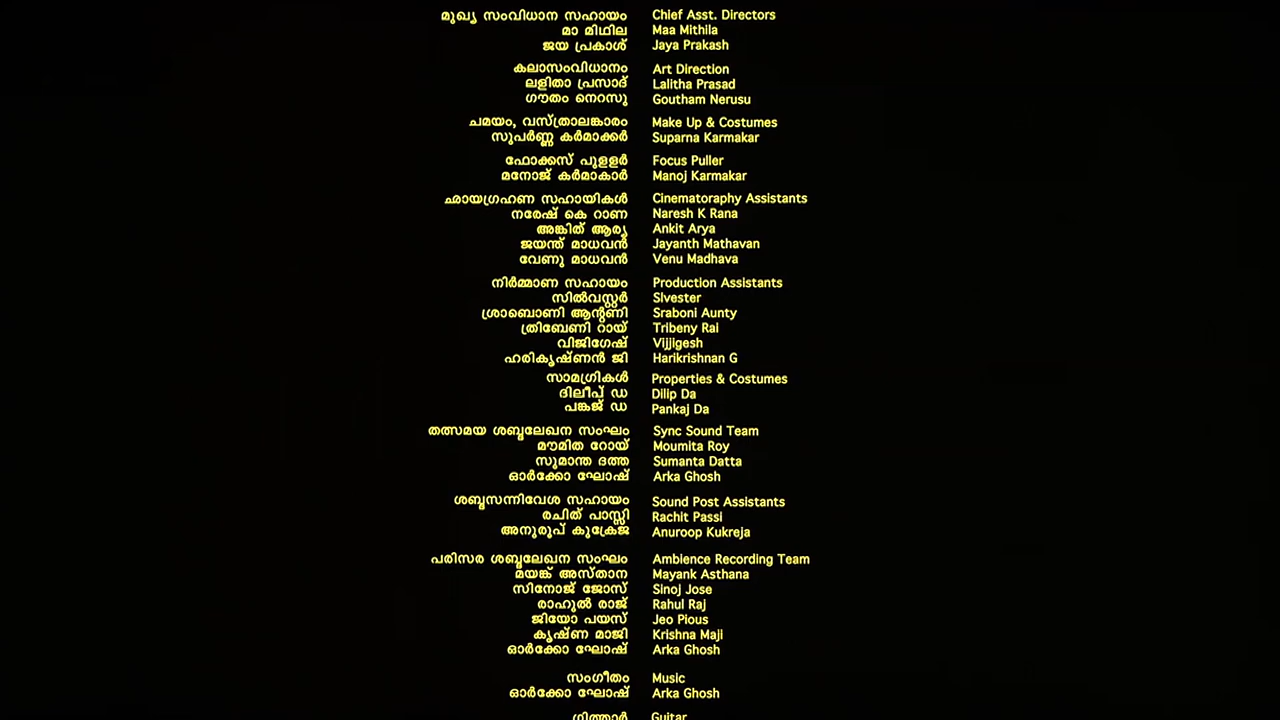 മുഖ്യ സംവിധാന സഹായം Chief Asst. Directors
മാ മിഥില Maa Mithila
ജയ പ്രകാശ് Jaya Prakash
കലാസംവിധാനം Art Direction
ലളിതാ പ്രസാദ് Lalitha Prasad
ഗൗതം നെറസു Goutham Nerusu
ചമയം, വസ്ത്രാലങ്കാരം Make Up & Costumes
സുപർണ്ണ കർമാക്കർ Suparna Karmakar
ഫോക്കസ് പുളളർ Focus Puller
മനോജ് കർമാകാർ Manoj Karmakar
ഛായഗ്രഹണ സഹായികൾ Cinematoraphy Assistants
നരേഷ് കെ റാണ Naresh K Rana
അങ്കിത് ആര്യ Ankit Arya
ജയന്ത് മാധവൻ Jayanth Mathavan
വേണു മാധവൻ Venu Madhava
നിർമ്മാണ സഹായം Production Assistants
സിൽവസ്റ്റർ Slvester
ശ്രാബൊണി ആന്റണി Sraboni Aunty
ത്രിബേണി റായ് Tribeny Rai
വിജിഗേഷ് Vijjigesh
ഹരികൃഷ്ണൻ ജി Harikrishnan G
സാമഗ്രികൾ Properties & Costumes
ദിലീപ് ഡ Dilip Da
പങ്കജ് ഡ Pankaj Da
തത്സമയ ശബ്ദലേഖന സംഘം Sync Sound Team
മൗമിത റോയ് Moumita Roy
സുമാന്ത ദത്ത Sumanta Datta
ഓർക്കോ ഘോഷ് Arka Ghosh
ശബ്ദസന്നിവേശ സഹായം Sound Post Assistants
രചിത് പാസ്സി Rachit Passi
അനുരൂപ് കുക്രേജ Anuroop Kukreja
പരിസര ശബ്ദലേഖന സംഘം Ambience Recording Team
മയങ്ക് അസ്താന Mayank Asthana
സിനോജ് ജോസ് Sinoj Jose
രാഹുൽ രാജ് Rahul Raj
ജിയോ പയസ് Jeo Pious
കൃഷ്ണ മാജി Krishna Maji
ഓർക്കോ ഘോഷ് Arka Ghosh
സംഗീതം Music
ഓർക്കോ ഘോഷ് Arka Ghosh
ഗിത്താർ Guitar